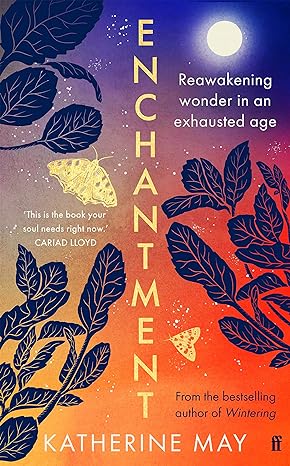 ENCHANTMENT
Reawakening
wonder in an
exhausted age
'This is the book your
soul needs right now.'
CARIAD LLOYD
From the bestselling
author of Wintering
KATHERINE MAY
ff